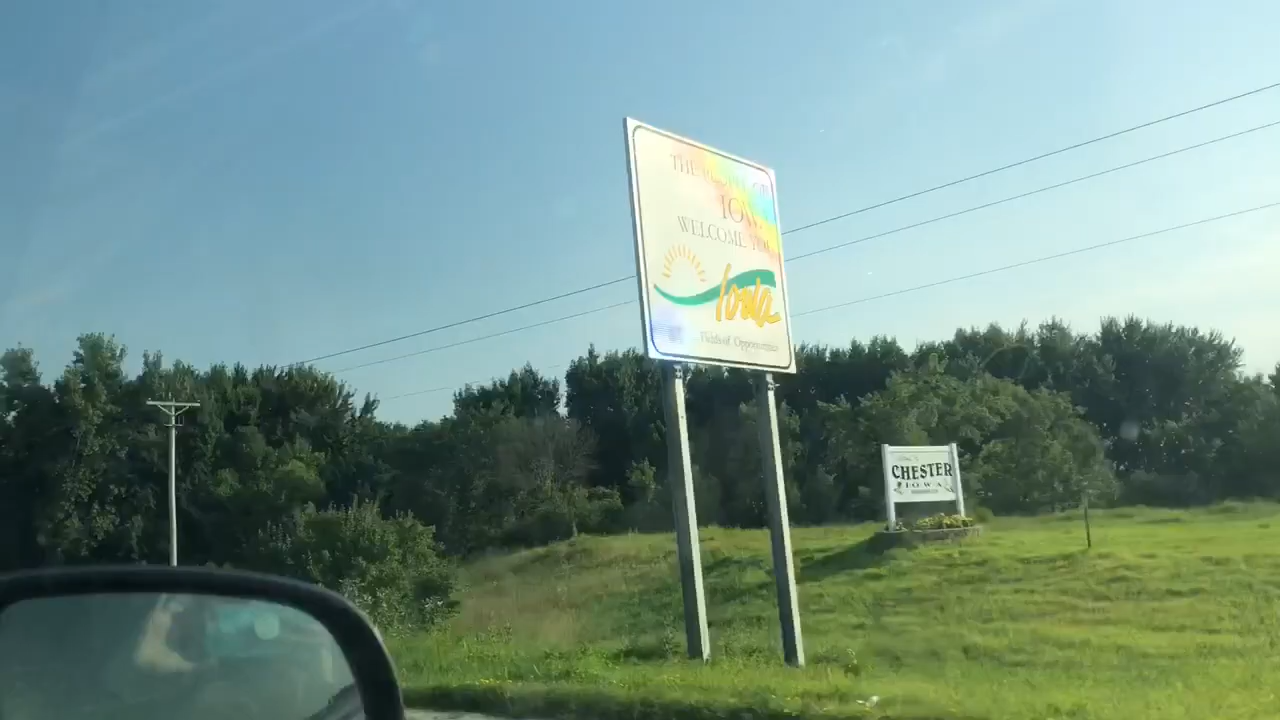 THE PEOPLE OF
IOWA
WELCOME YOU
Iowa
Fields of Opportunities
CHESTER
IOWA